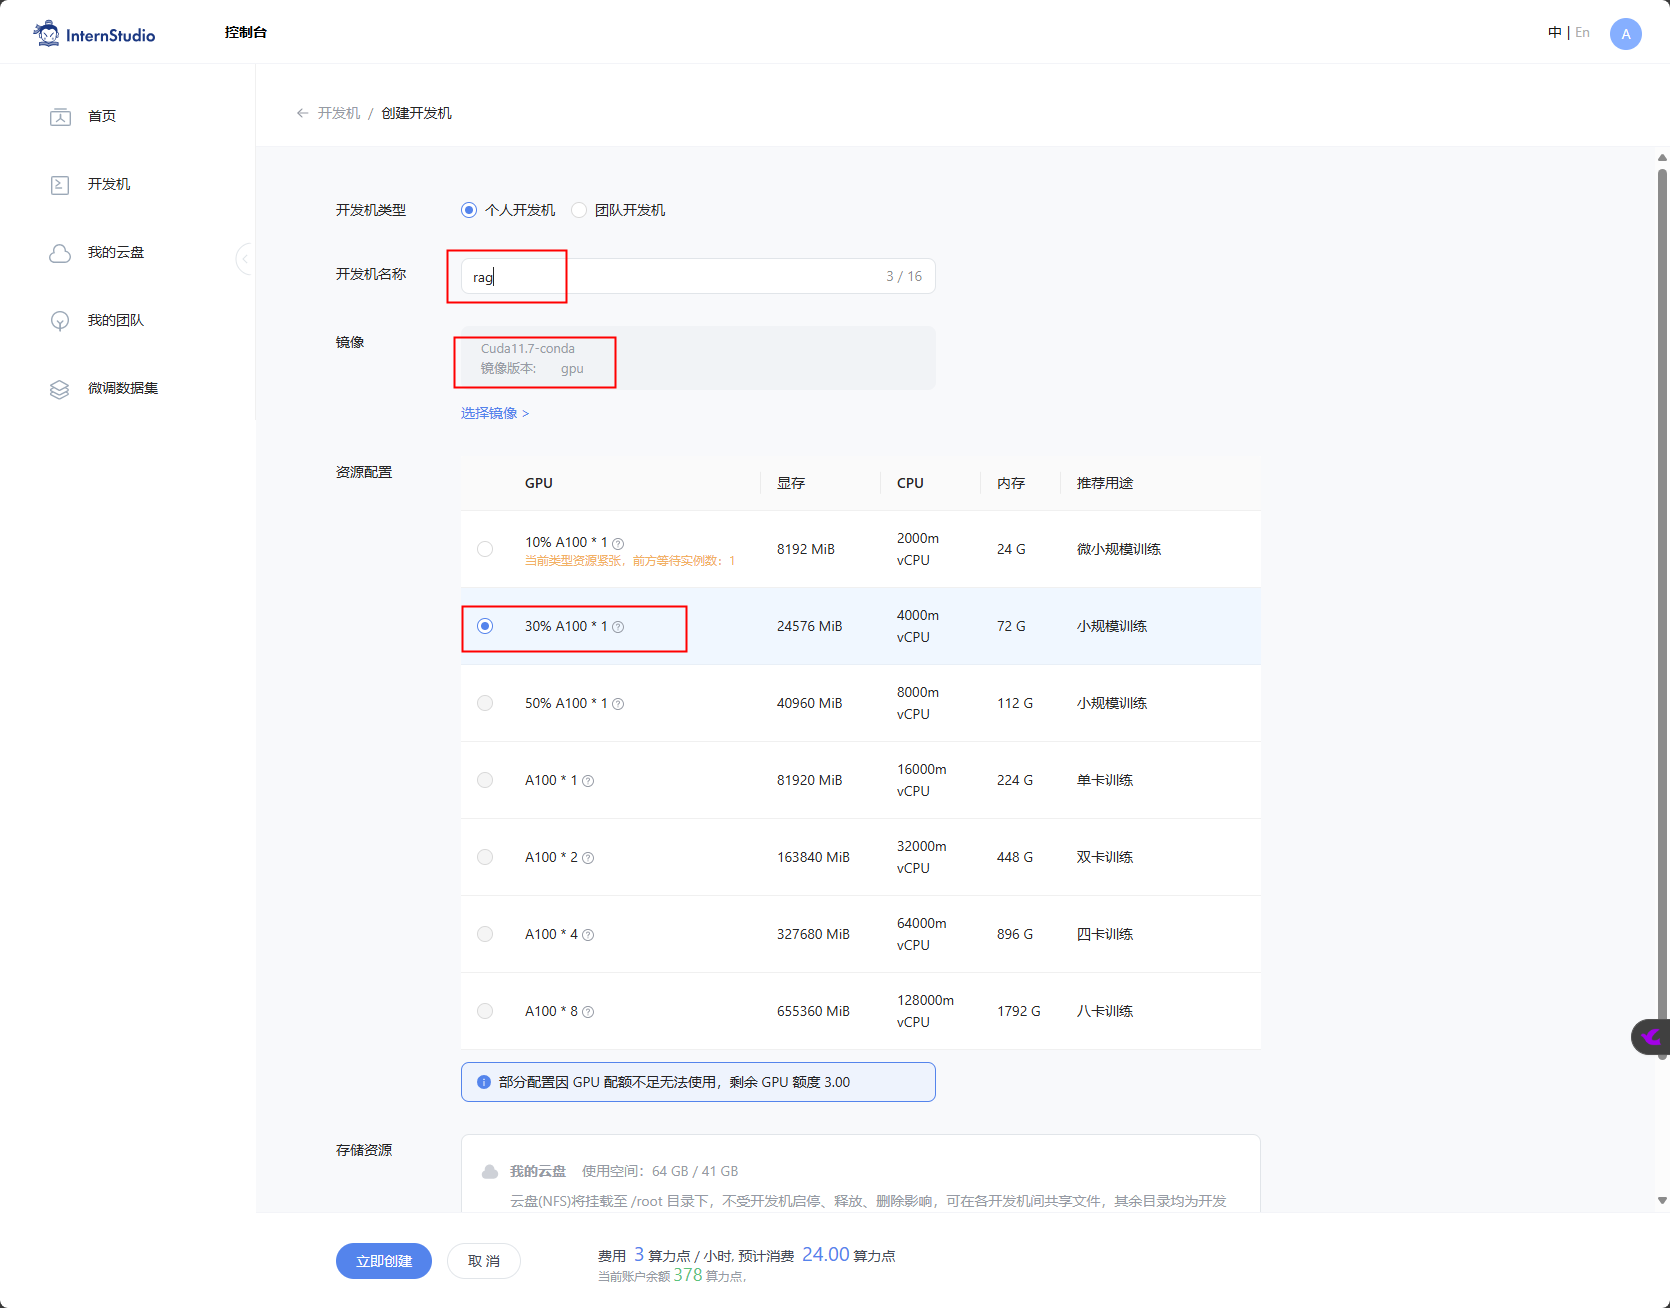 InternStudio
控制台
中 | En
A
首页
开发机
我的云盘
我的团队
微调数据集
← 开发机 / 创建开发机
开发机类型
个人开发机
团队开发机
开发机名称
rag
3 / 16
镜像
Cuda11.7-conda
镜像版本: gpu
选择镜像 >
资源配置
GPU 显存 CPU 内存 推荐用途
10% A100 * 1
当前类型资源紧张，前方等待实例数：1
8192 MiB
2000m
vCPU
24 G
微小规模训练
30% A100 * 1
24576 MiB
4000m
vCPU
72 G
小规模训练
50% A100 * 1
40960 MiB
8000m
vCPU
112 G
小规模训练
A100 * 1
81920 MiB
16000m
vCPU
224 G
单卡训练
A100 * 2
163840 MiB
32000m
vCPU
448 G
双卡训练
A100 * 4
327680 MiB
64000m
vCPU
896 G
四卡训练
A100 * 8
655360 MiB
128000m
vCPU
1792 G
八卡训练
部分配置因 GPU 配额不足无法使用，剩余 GPU 额度 3.00
存储资源
我的云盘 使用空间：64 GB / 41 GB
云盘(NFS)将挂载至 /root 目录下，不受开发机启停、释放、删除影响，可在各开发机间共享文件，其余目录均为开发
立即创建
取 消
费用 3 算力点 / 小时, 预计消费 24.00 算力点
当前账户余额 378 算力点,